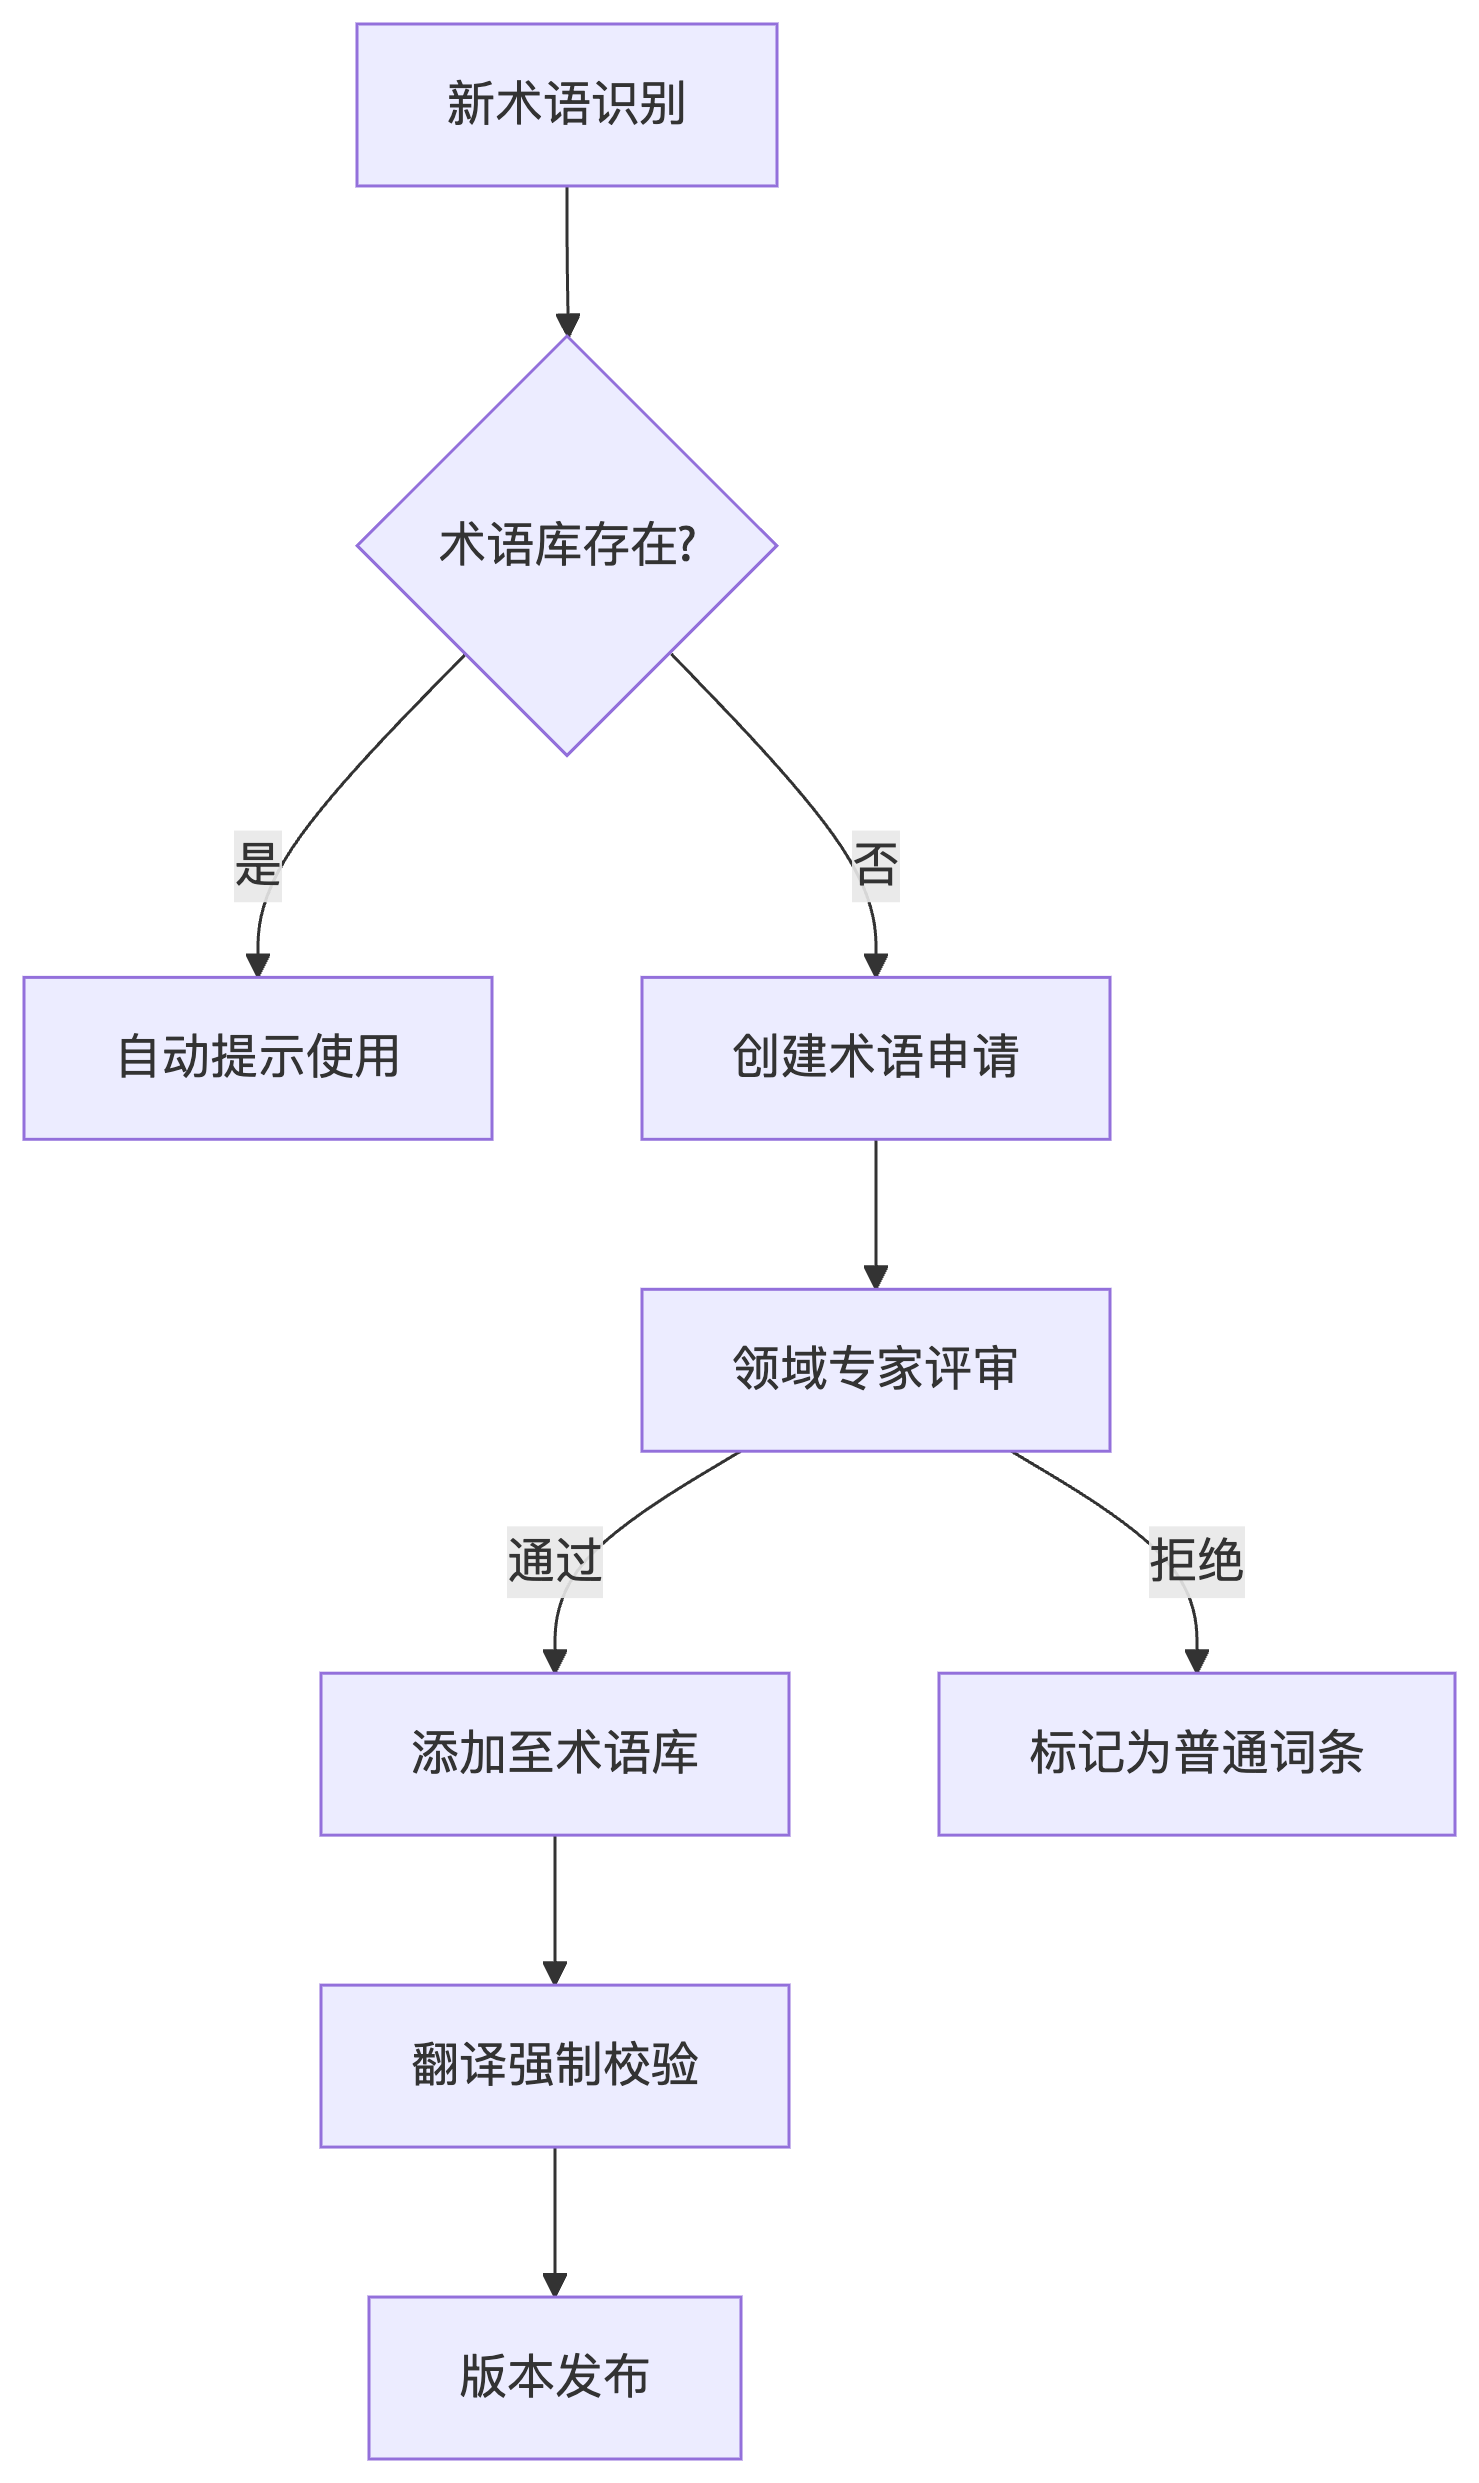 新术语识别
术语库存在?
是
否
自动提示使用
创建术语申请
领域专家评审
通过
拒绝
添加至术语库
标记为普通词条
翻译强制校验
版本发布